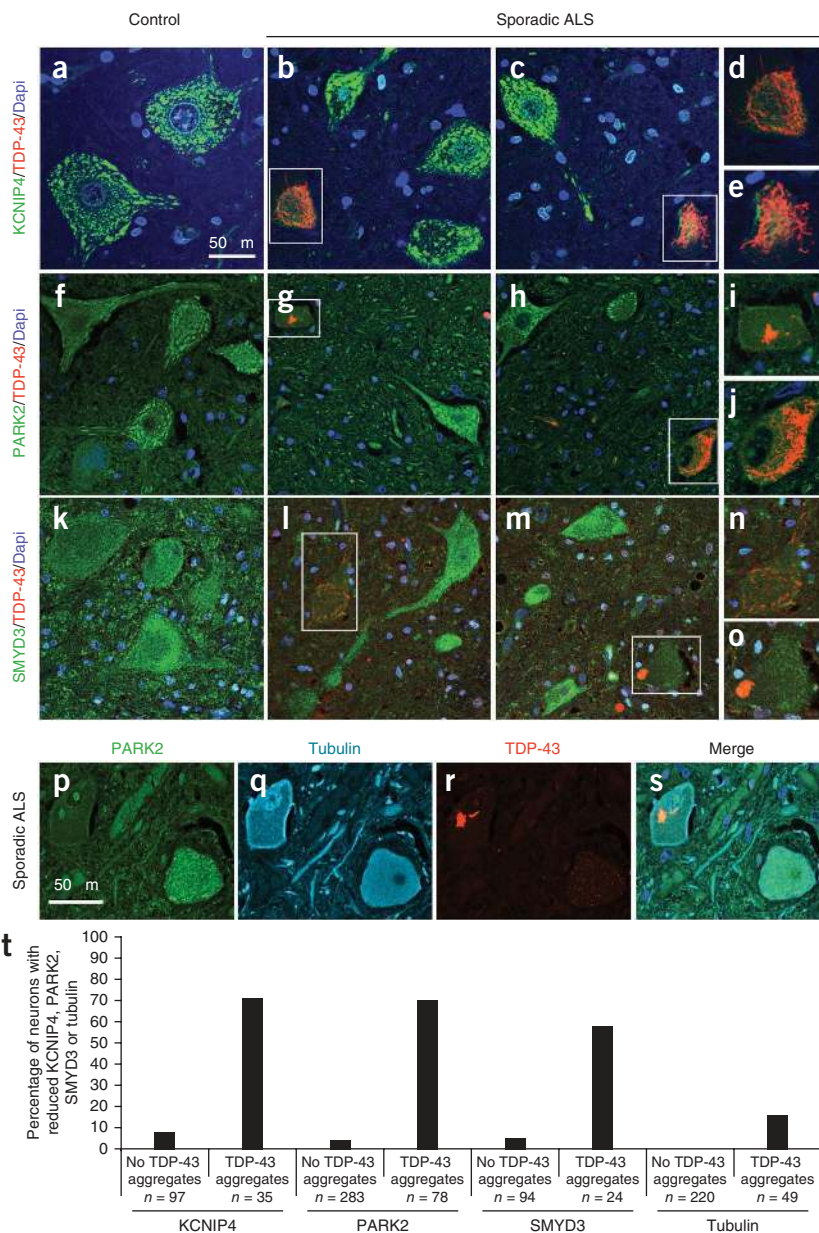 Control
Sporadic ALS
KCNIP4/TDP-43/Dapi
a
b
c
d
e
50 m
PARK2/TDP-43/Dapi
f
g
h
i
j
SMYD3/TDP-43/Dapi
k
l
m
n
o
PARK2
Tubulin
TDP-43
Merge
Sporadic ALS
p
q
r
s
50 m
t
Percentage of neurons with
reduced KCNIP4, PARK2,
SMYD3 or tubulin
100
90
80
70
60
50
40
30
20
10
0
No TDP-43
aggregates
n = 97
TDP-43
aggregates
n = 35
No TDP-43
aggregates
n = 283
TDP-43
aggregates
n = 78
No TDP-43
aggregates
n = 94
TDP-43
aggregates
n = 24
No TDP-43
aggregates
n = 220
TDP-43
aggregates
n = 49
KCNIP4
PARK2
SMYD3
Tubulin